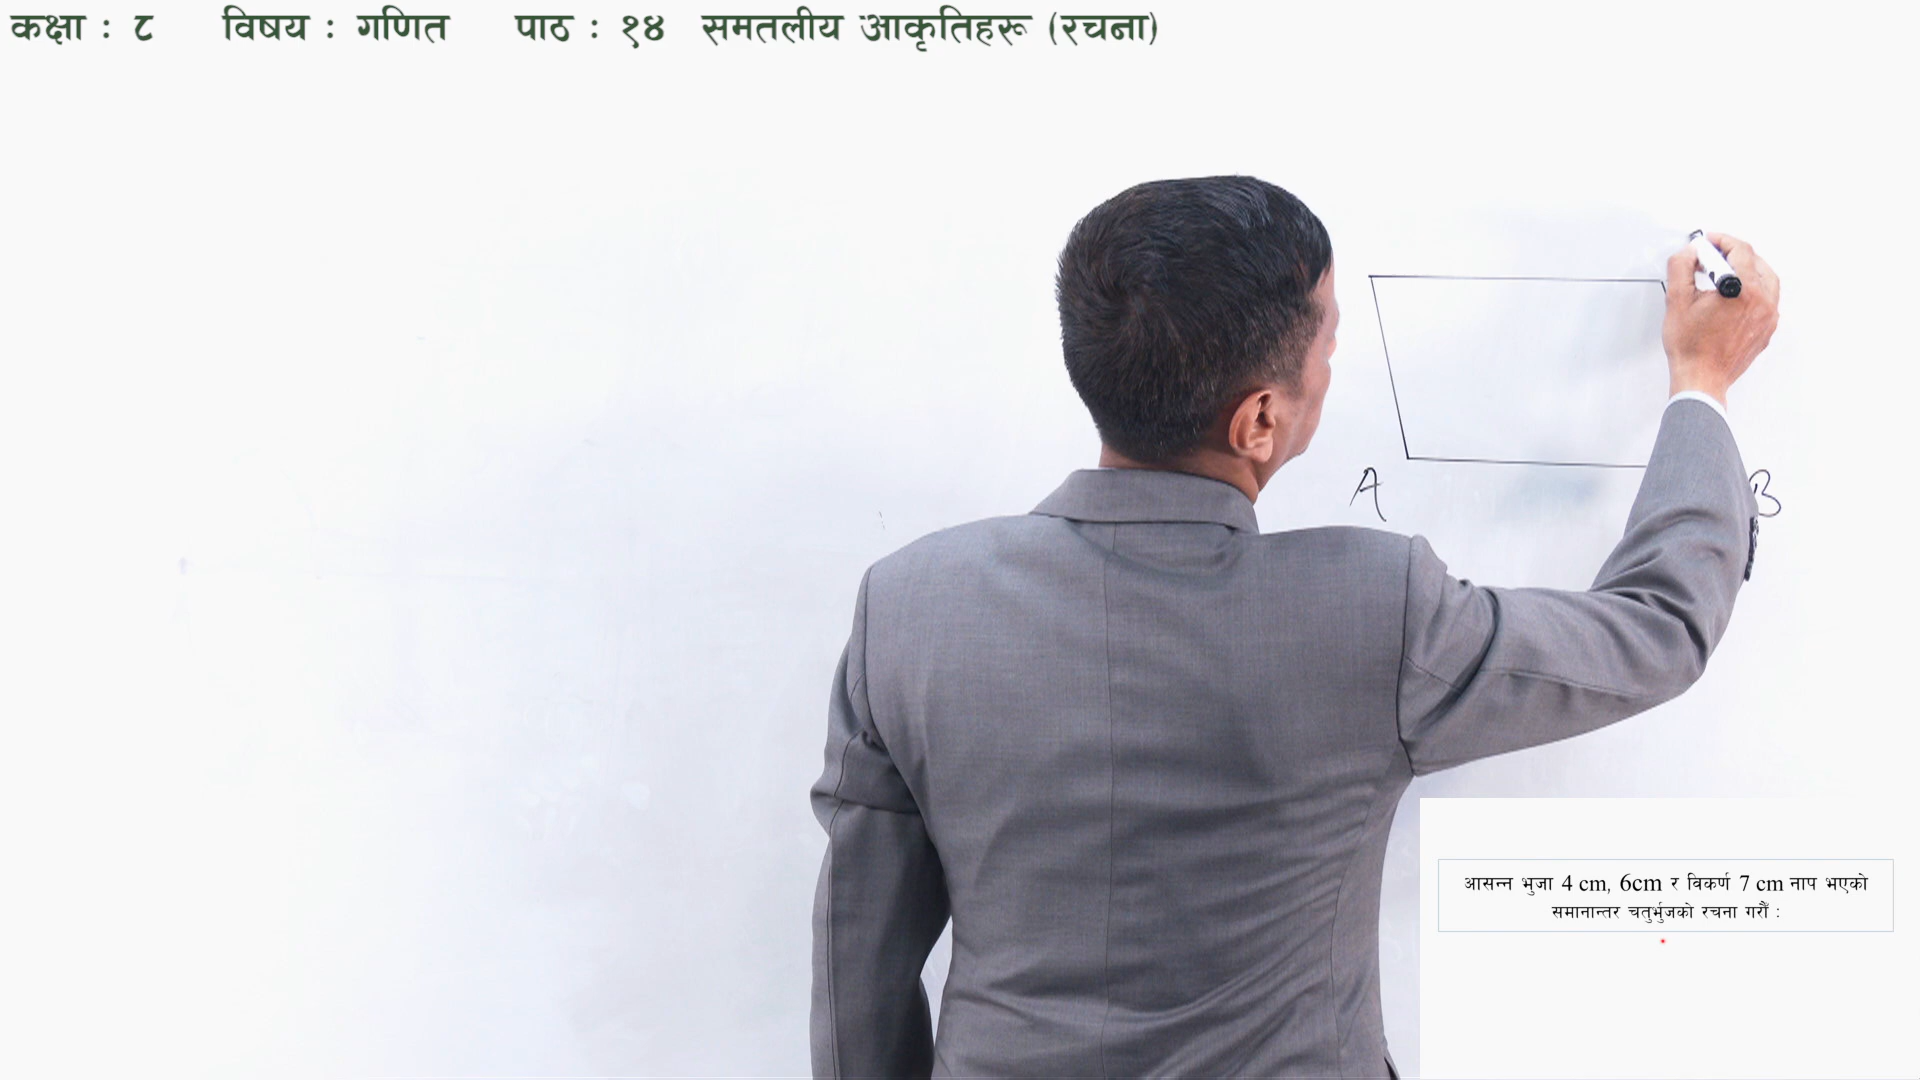 कक्षा : ८ विषय : गणित पाठ : १४ समतलीय आकृतिहरू (रचना)
A
B
आसन्न भुजा 4 cm, 6cm र विकर्ण 7 cm नाप भएको
समानान्तर चतुर्भुजको रचना गरौँ :